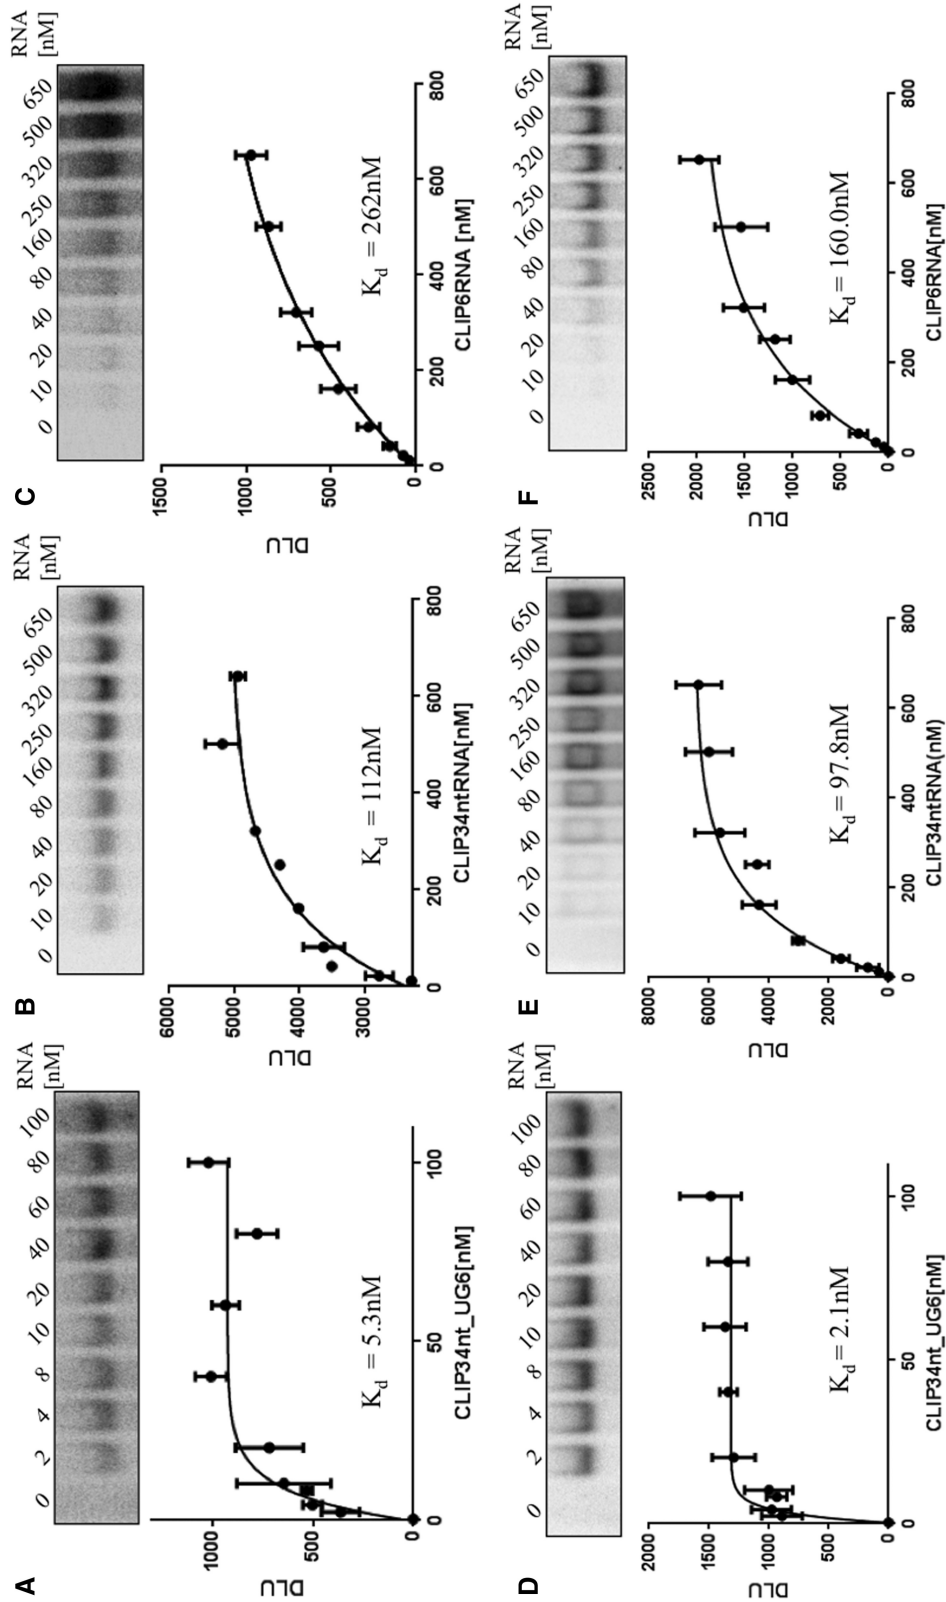 A
0 2 4 8 10 20 40 60 80 100 RNA
[nM]
1000
500
0
DLU
0 50 100
K_d = 5.3nM
CLIP34nt_UG6[nM]
B
0 10 20 40 80 160 250 320 500 650 RNA
[nM]
6000
5000
4000
3000
DLU
0 200 400 600 800
K_d = 112nM
CLIP34ntRNA[nM]
C
0 10 20 40 80 160 250 320 500 650 RNA
[nM]
1500
1000
500
0
DLU
0 200 400 600 800
K_d = 262nM
CLIP6RNA [nM]
D
0 2 4 8 10 20 40 60 80 100 RNA
[nM]
2000
1500
1000
500
0
DLU
0 50 100
K_d = 2.1nM
CLIP34nt_UG6[nM]
E
0 10 20 40 80 160 250 320 500 650 RNA
[nM]
8000
6000
4000
2000
0
DLU
0 200 400 600 800
K_d = 97.8nM
CLIP34ntRNA(nM)
F
0 10 20 40 80 160 250 320 500 650 RNA
[nM]
2500
2000
1500
1000
500
0
DLU
0 200 400 600 800
K_d = 160.0nM
CLIP6RNA[nM]